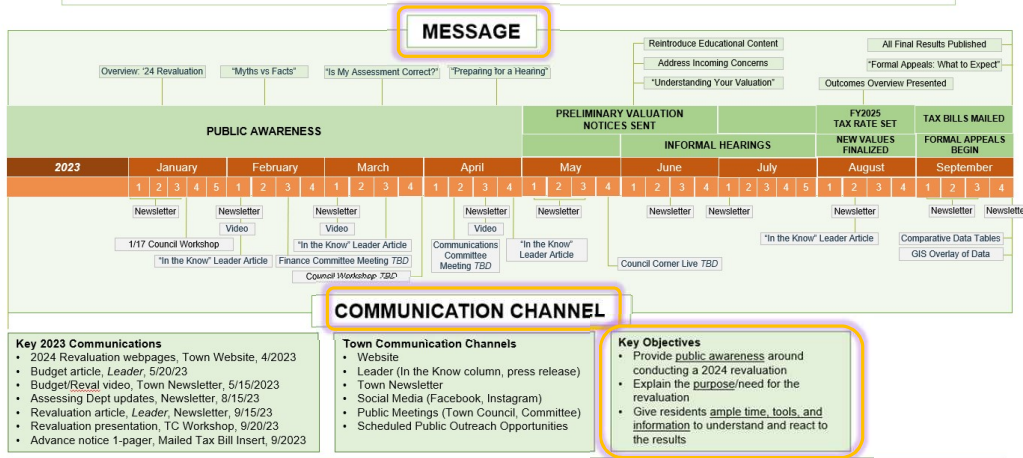 MESSAGE
Reintroduce Educational Content
All Final Results Published
Address Incoming Concerns
"Formal Appeals: What to Expect"
Overview: '24 Revaluation
"Myths vs Facts"
"Is My Assessment Correct?"
"Preparing for a Hearing"
"Understanding Your Valuation"
Outcomes Overview Presented
PUBLIC AWARENESS
PRELIMINARY VALUATION
NOTICES SENT
FY2025
TAX RATE SET
TAX BILLS MAILED
INFORMAL HEARINGS
NEW VALUES
FINALIZED
FORMAL APPEALS
BEGIN
2023 January February March April May June July August September
1 2 3 4 5 1 2 3 4 1 2 3 4 1 2 3 4 1 2 3 4 1 2 3 4 1 2 3 4 5 1 2 3 4 1 2 3 4
Newsletter Newsletter Newsletter Newsletter Newsletter Newsletter Newsletter Newsletter Newsletter Newslette
Video Video Video
1/17 Council Workshop
"In the Know" Leader Article
"In the Know" Leader Article
Finance Committee Meeting TBD
Council Workshop TBD
Communications
Committee
Meeting TBD
"In the Know"
Leader Article
Council Corner Live TBD
"In the Know" Leader Article
Comparative Data Tables
GIS Overlay of Data
COMMUNICATION CHANNEL
Key 2023 Communications
• 2024 Revaluation webpages, Town Website, 4/2023
• Budget article, Leader, 5/20/23
• Budget/Reval video, Town Newsletter, 5/15/2023
• Assessing Dept updates, Newsletter, 8/15/23
• Revaluation article, Leader, Newsletter, 9/15/23
• Revaluation presentation, TC Workshop, 9/20/23
• Advance notice 1-pager, Mailed Tax Bill Insert, 9/2023
Town Communication Channels
• Website
• Leader (In the Know column, press release)
• Town Newsletter
• Social Media (Facebook, Instagram)
• Public Meetings (Town Council, Committee)
• Scheduled Public Outreach Opportunities
Key Objectives
• Provide public awareness around
conducting a 2024 revaluation
• Explain the purpose/need for the
revaluation
• Give residents ample time, tools, and
information to understand and react to
the results